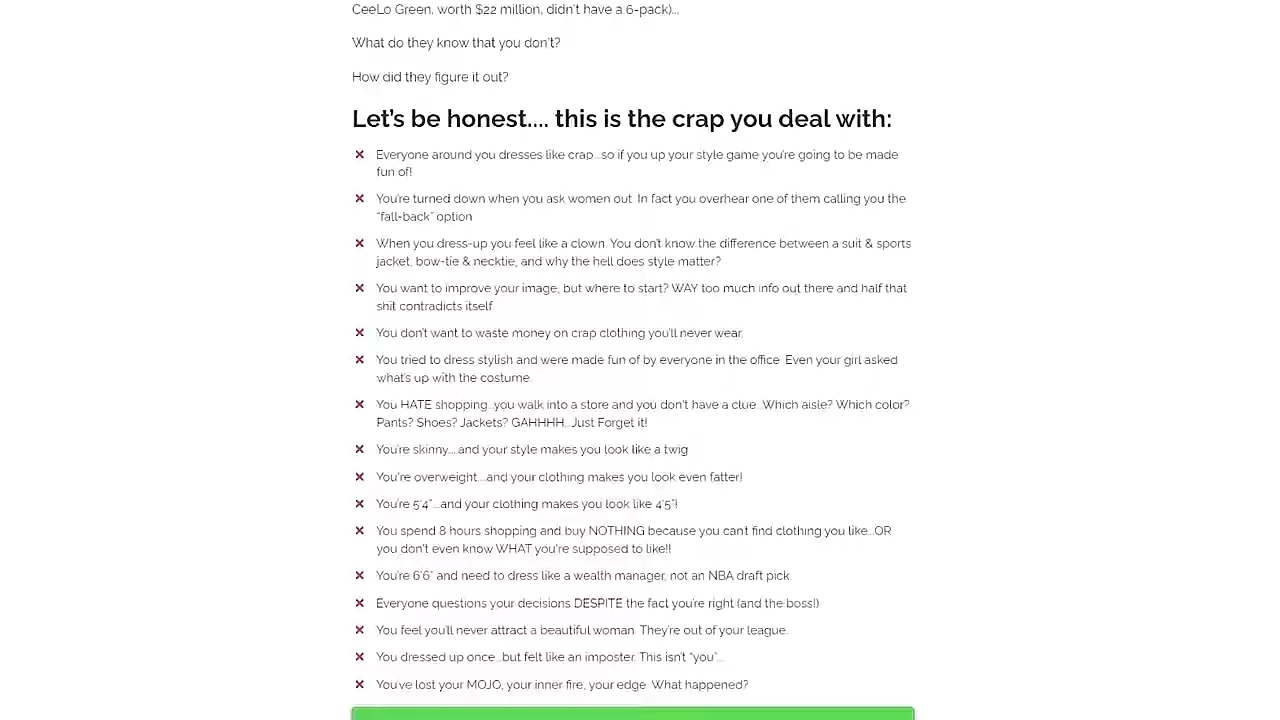 CeeLo Green, worth $22 million, didn't have a 6-pack)...
What do they know that you don't?
How did they figure it out?
Let's be honest.... this is the crap you deal with:
Everyone around you dresses like crap...so if you up your style game you're going to be made
fun of!
You're turned down when you ask women out. In fact you overhear one of them calling you the
"fall-back" option
When you dress-up you feel like a clown. You don't know the difference between a suit & sports
jacket, bow-tie & necktie, and why the hell does style matter?
You want to improve your image, but where to start? WAY too much info out there and half that
shit contradicts itself
You don't want to waste money on crap clothing you'll never wear.
You tried to dress stylish and were made fun of by everyone in the office. Even your girl asked
what's up with the costume.
You HATE shopping...you walk into a store and you don't have a clue...Which aisle? Which color?
Pants? Shoes? Jackets? GAHHHH...Just Forget it!
You're skinny.....and your style makes you look like a twig
You're overweight....and your clothing makes you look even fatter!
You're 5'4"....and your clothing makes you look like 4'5"!
You spend 8 hours shopping and buy NOTHING because you can't find clothing you like...OR
you don't even know WHAT you're supposed to like!!
You're 6'6" and need to dress like a wealth manager, not an NBA draft pick.
Everyone questions your decisions DESPITE the fact you're right (and the boss!)
You feel you'll never attract a beautiful woman. They're out of your league.
You dressed up once...but felt like an imposter. This isn't "you"....
You've lost your MOJO, your inner fire, your edge. What happened?